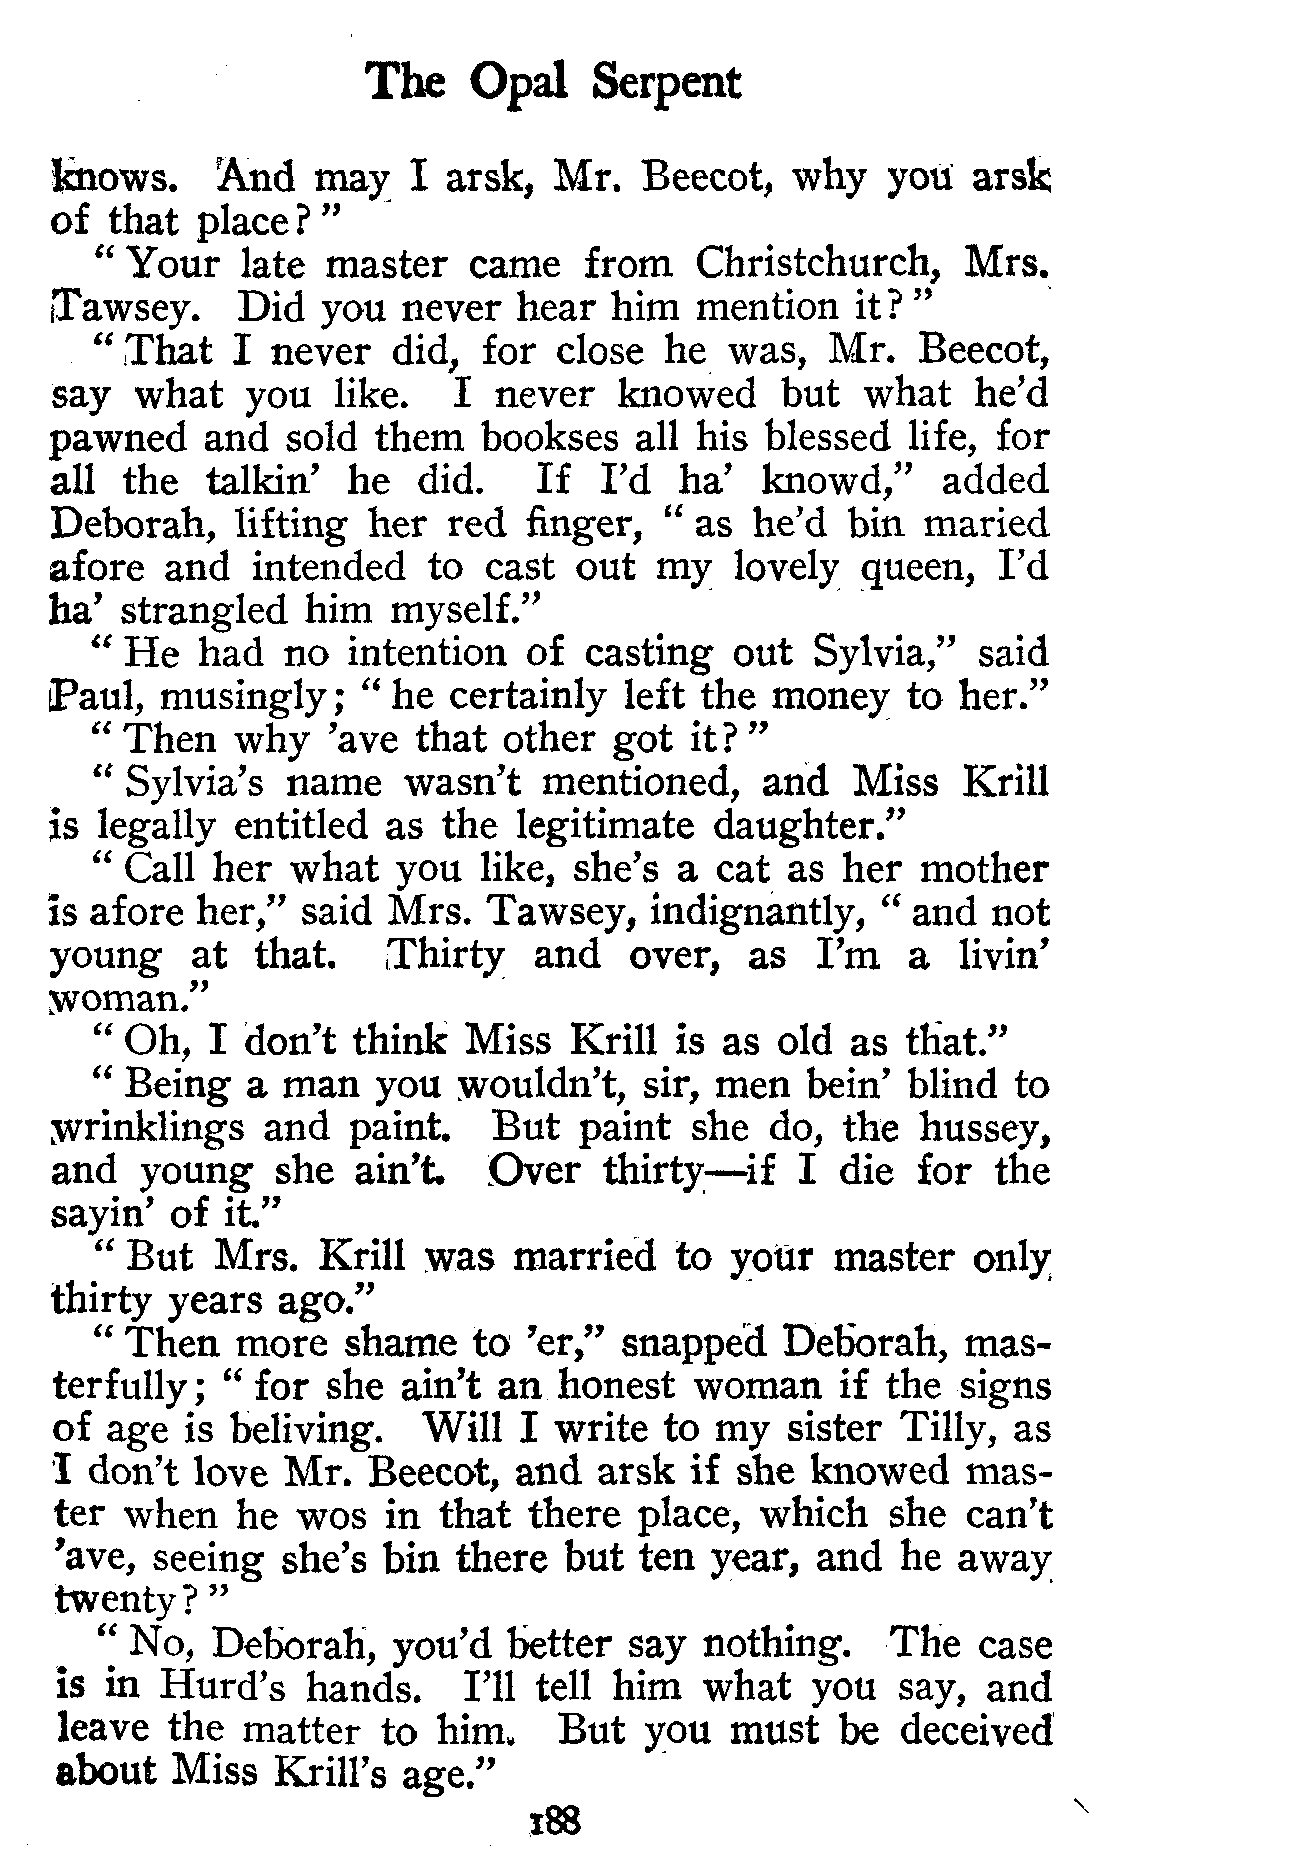 The Opal Serpent
knows. And may I arsk, Mr. Beecot, why you arsk
of that place?"
"Your late master came from Christchurch, Mrs.
Tawsey. Did you never hear him mention it?"
"That I never did, for close he was, Mr. Beecot,
say what you like. I never knowed but what he'd
pawned and sold them bookses all his blessed life, for
all the talkin' he did. If I'd ha' knowd," added
Deborah, lifting her red finger, "as he'd bin maried
afore and intended to cast out my lovely queen, I'd
ha' strangled him myself."
"He had no intention of casting out Sylvia," said
Paul, musingly; "he certainly left the money to her."
"Then why 'ave that other got it?"
"Sylvia's name wasn't mentioned, and Miss Krill
is legally entitled as the legitimate daughter."
"Call her what you like, she's a cat as her mother
is afore her," said Mrs. Tawsey, indignantly, "and not
young at that. Thirty and over, as I'm a livin'
woman."
"Oh, I don't think Miss Krill is as old as that."
"Being a man you wouldn't, sir, men bein' blind to
wrinklings and paint. But paint she do, the hussey,
and young she ain't. Over thirty—if I die for the
sayin' of it."
"But Mrs. Krill was married to your master only
thirty years ago."
"Then more shame to 'er," snapped Deborah, mas-
terfully; "for she ain't an honest woman if the signs
of age is beliving. Will I write to my sister Tilly, as
I don't love Mr. Beecot, and arsk if she knowed mas-
ter when he wos in that there place, which she can't
'ave, seeing she's bin there but ten year, and he away
twenty?"
"No, Deborah, you'd better say nothing. The case
is in Hurd's hands. I'll tell him what you say, and
leave the matter to him. But you must be deceived
about Miss Krill's age."
188